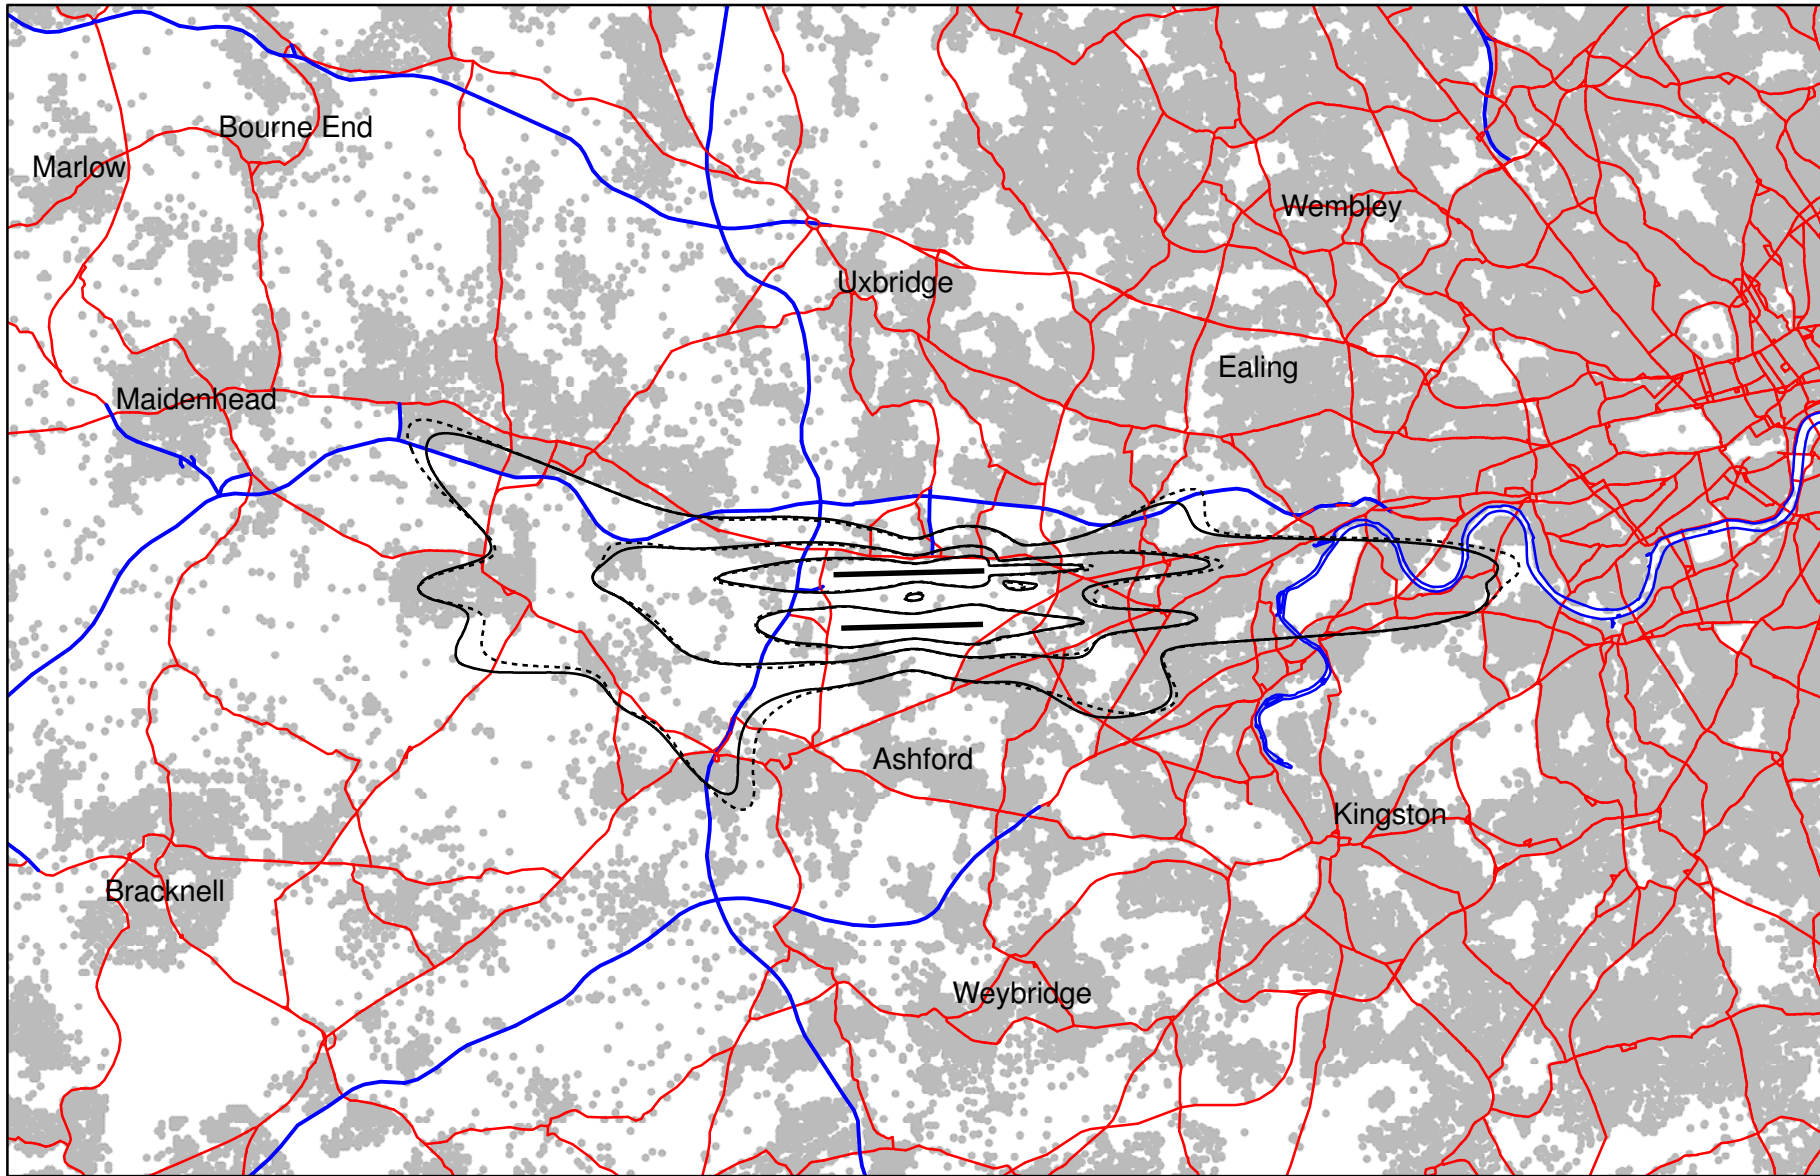 Bourne End
Marlow
Wembley
Uxbridge
Ealing
Maidenhead
Ashford
Kingston
Bracknell
Weybridge